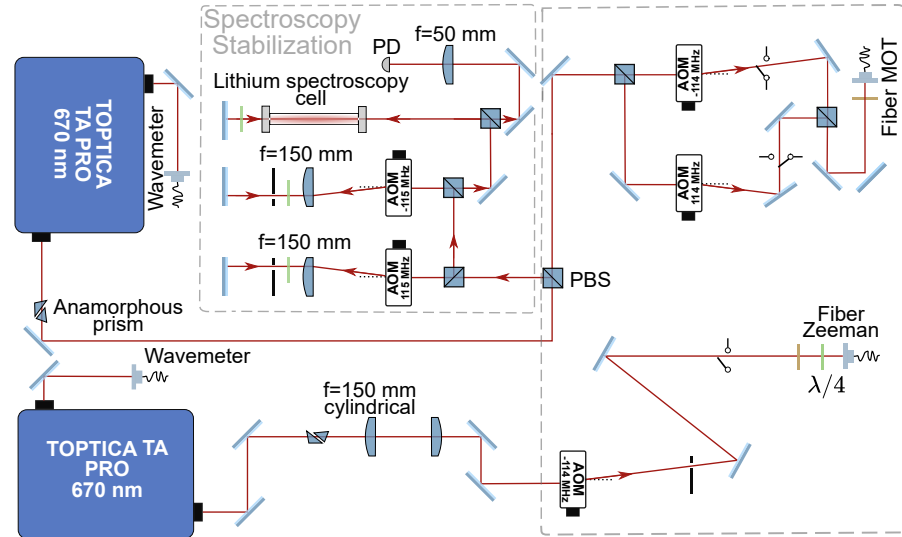 Spectroscopy
Stabilization
f=50 mm
PD
Lithium spectroscopy
cell
TOPTICA
TA PRO
670 nm
Wavemeter
f=150 mm
AOM
-115 MHz
f=150 mm
AOM
115 MHz
PBS
AOM
-114 MHz
AOM
114 MHz
Fiber MOT
Anamorphous
prism
Wavemeter
TOPTICA TA
PRO
670 nm
f=150 mm
cylindrical
AOM
-114 MHz
Fiber
Zeeman
λ/4